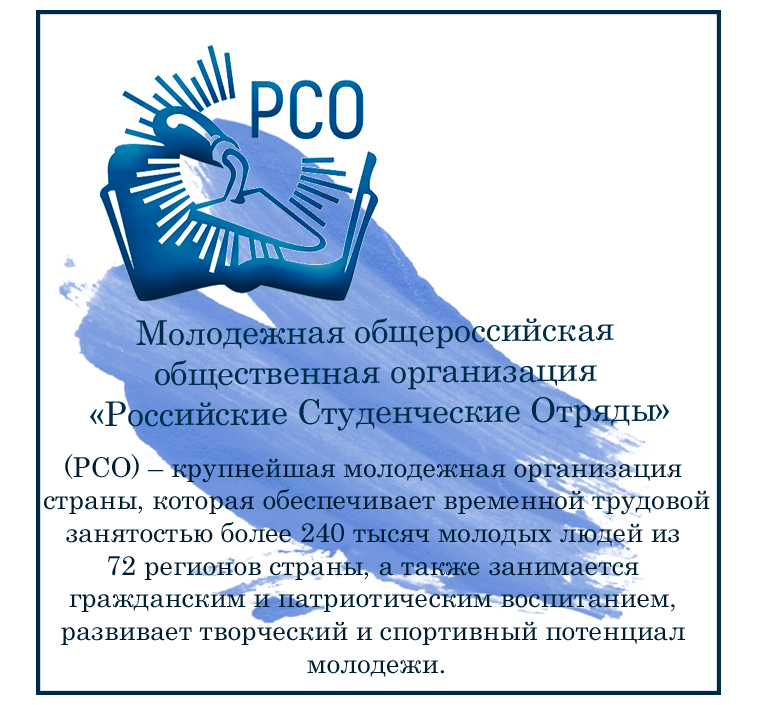 РСО
Молодежная общероссийская
общественная организация
«Российские Студенческие Отряды»
(РСО) – крупнейшая молодежная организация
страны, которая обеспечивает временной трудовой
занятостью более 240 тысяч молодых людей из
72 регионов страны, а также занимается
гражданским и патриотическим воспитанием,
развивает творческий и спортивный потенциал
молодежи.